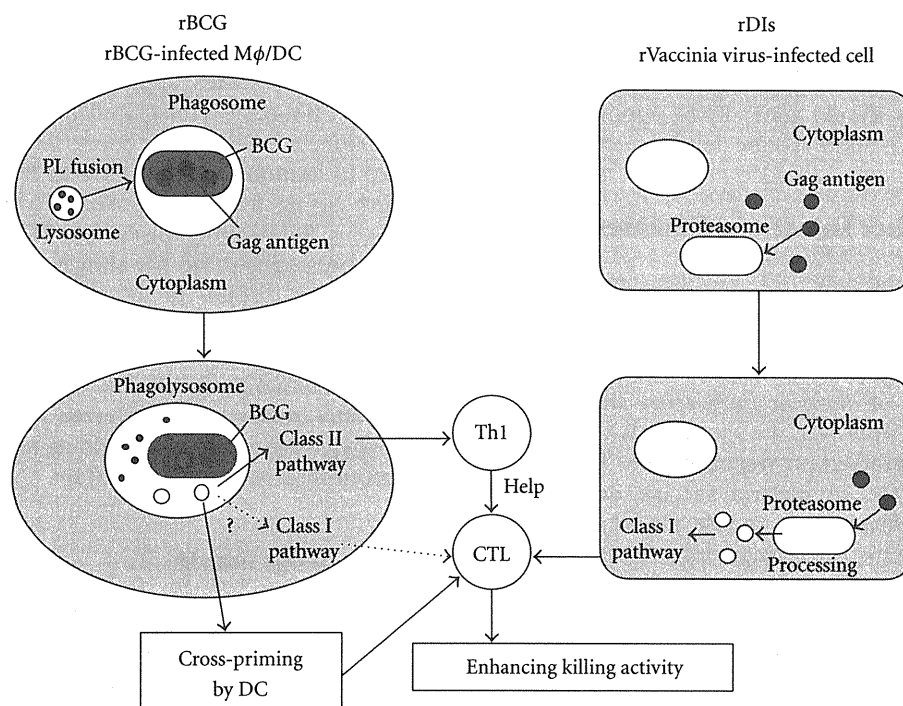 rBCG
rBCG-infected Mϕ/DC
Phagosome
BCG
PL fusion
Lysosome
Gag antigen
Cytoplasm
Phagolysosome
BCG
Class II
pathway
?
Class I
pathway
Cross-priming
by DC
Th1
Help
CTL
Enhancing killing activity
rDIs
rVaccinia virus-infected cell
Cytoplasm
Gag antigen
Proteasome
Cytoplasm
Proteasome
Class I
pathway
Processing